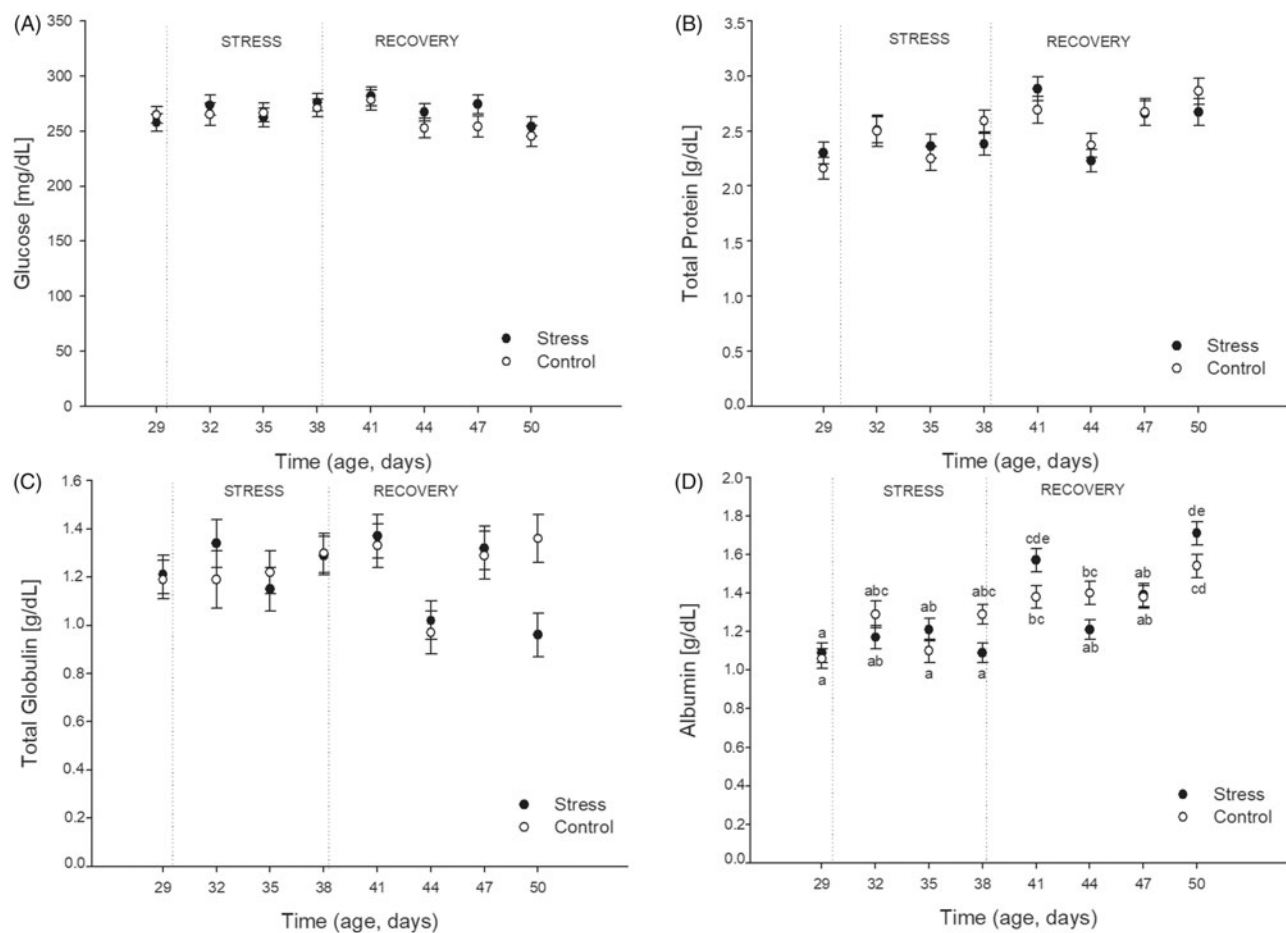 (A)
STRESS
RECOVERY
350
300
250
200
150
100
50
0
Glucose [mg/dL]
Stress
Control
29 32 35 38 41 44 47 50
Time (age, days)
(B)
STRESS
RECOVERY
3.5
3.0
2.5
2.0
1.5
1.0
0.5
0.0
Total Protein [g/dL]
Stress
Control
29 32 35 38 41 44 47 50
Time (age, days)
(C)
STRESS
RECOVERY
1.6
1.4
1.2
1.0
0.8
0.6
0.4
0.2
0.0
Total Globulin [g/dL]
Stress
Control
29 32 35 38 41 44 47 50
Time (age, days)
(D)
STRESS
RECOVERY
2.0
1.8
1.6
1.4
1.2
1.0
0.8
0.6
0.4
0.2
0.0
Albumin [g/dL]
a abc ab abc cde bc ab de
a ab a a bc ab ab cd
Stress
Control
29 32 35 38 41 44 47 50
Time (age, days)